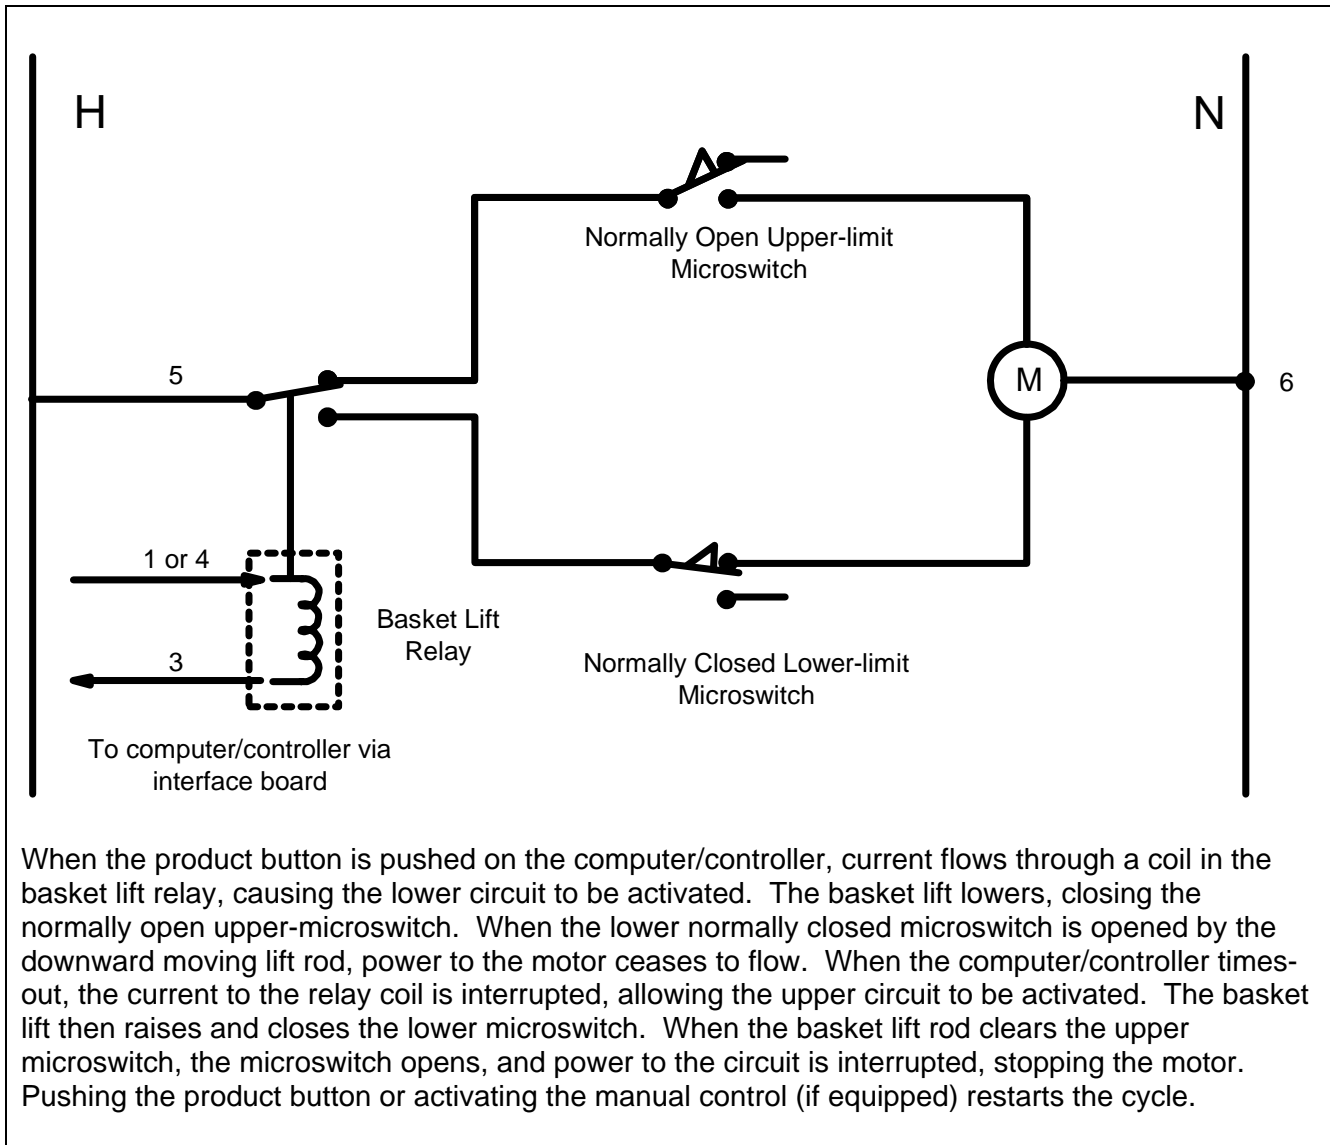 H
N
Normally Open Upper-limit
Microswitch
5
M
6
1 or 4
Basket Lift
Relay
3
Normally Closed Lower-limit
Microswitch
To computer/controller via
interface board
When the product button is pushed on the computer/controller, current flows through a coil in the
basket lift relay, causing the lower circuit to be activated.  The basket lift lowers, closing the
normally open upper-microswitch.  When the lower normally closed microswitch is opened by the
downward moving lift rod, power to the motor ceases to flow.  When the computer/controller times-
out, the current to the relay coil is interrupted, allowing the upper circuit to be activated.  The basket
lift then raises and closes the lower microswitch.  When the basket lift rod clears the upper
microswitch, the microswitch opens, and power to the circuit is interrupted, stopping the motor.
Pushing the product button or activating the manual control (if equipped) restarts the cycle.